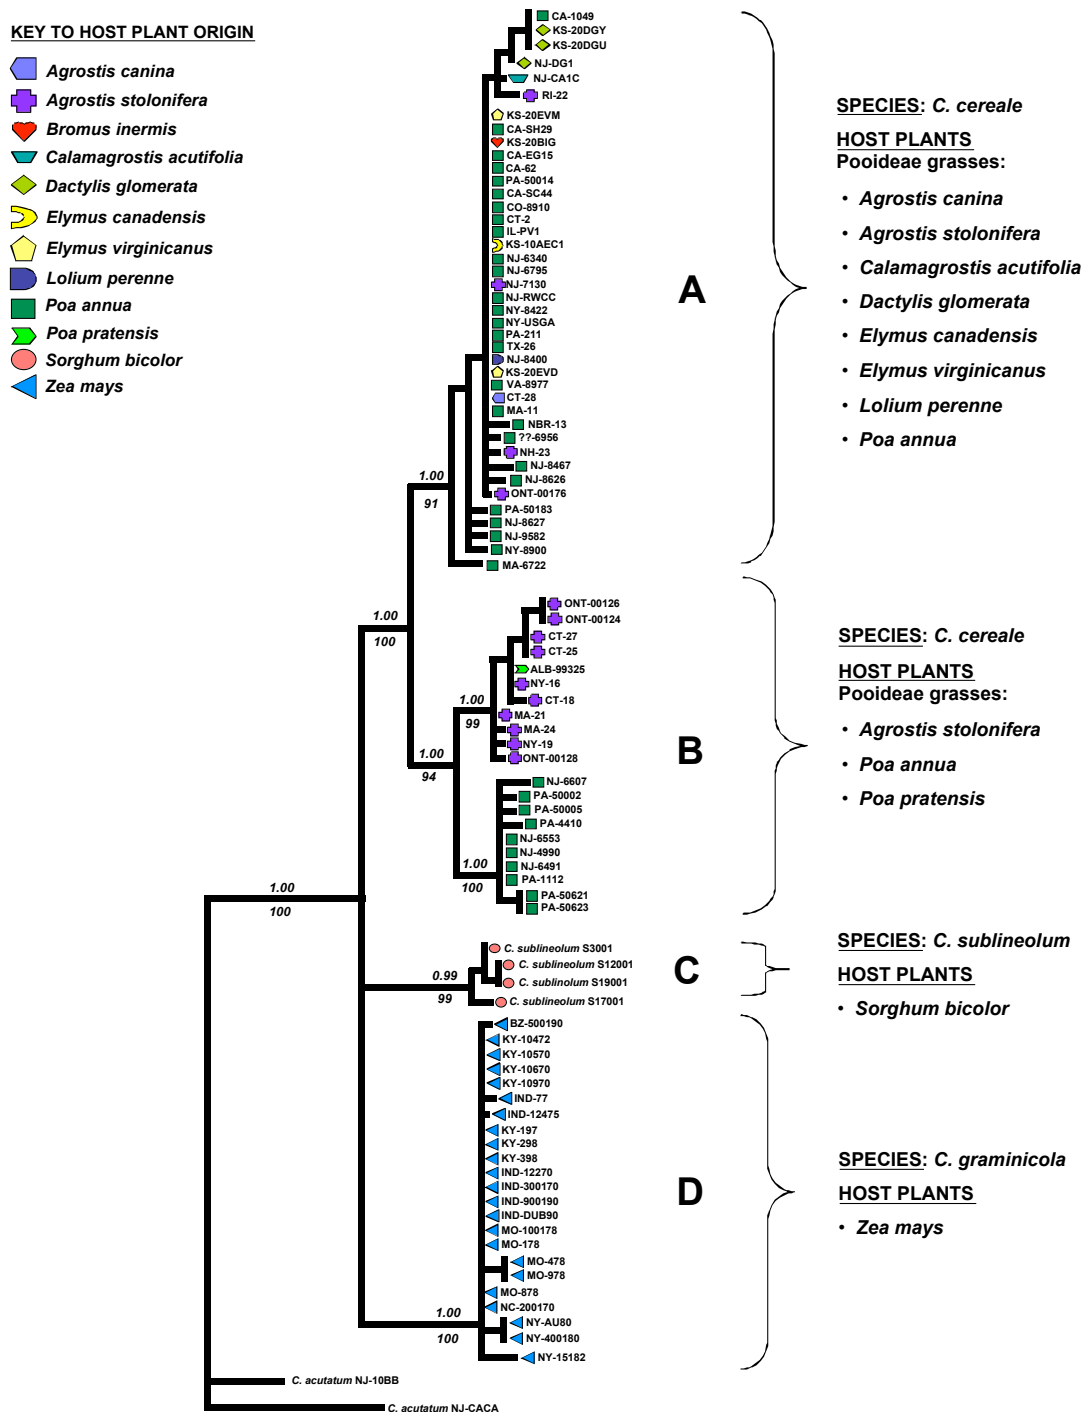 KEY TO HOST PLANT ORIGIN
Agrostis canina
Agrostis stolonifera
Bromus inermis
Calamagrostis acutifolia
Dactylis glomerata
Elymus canadensis
Elymus virginicanus
Lolium perenne
Poa annua
Poa pratensis
Sorghum bicolor
Zea mays
CA-1049
KS-20DGY
KS-20DGU
NJ-DG1
NJ-CA1C
RI-22
KS-20EVM
CA-SH29
KS-20BIG
CA-EG15
CA-62
PA-50014
CA-SC44
CO-8910
CT-2
IL-PV1
KS-10AEC1
NJ-6340
NJ-6795
NJ-7130
NJ-RWCC
NY-8422
NY-USGA
PA-211
TX-26
NJ-8400
KS-20EVD
VA-8977
CT-28
MA-11
NBR-13
??-6956
NH-23
NJ-8467
NJ-8626
ONT-00176
PA-50183
NJ-8627
NJ-9582
NY-8900
MA-6722
1.00
91
A
SPECIES: C. cereale
HOST PLANTS
Pooideae grasses:
• Agrostis canina
• Agrostis stolonifera
• Calamagrostis acutifolia
• Dactylis glomerata
• Elymus canadensis
• Elymus virginicanus
• Lolium perenne
• Poa annua
1.00
100
ONT-00126
ONT-00124
CT-27
CT-25
ALB-99325
NY-16
CT-18
MA-21
MA-24
NY-19
ONT-00128
1.00
99
1.00
94
NJ-6607
PA-50002
PA-50005
PA-4410
NJ-6553
NJ-4990
NJ-6491
PA-1112
PA-50621
PA-50623
1.00
100
B
SPECIES: C. cereale
HOST PLANTS
Pooideae grasses:
• Agrostis stolonifera
• Poa annua
• Poa pratensis
1.00
100
C. sublineolum S3001
C. sublineolum S12001
C. sublinolum S19001
C. sublineolum S17001
0.99
99
C
SPECIES: C. sublineolum
HOST PLANTS
• Sorghum bicolor
BZ-500190
KY-10472
KY-10570
KY-10670
KY-10970
IND-77
IND-12475
KY-197
KY-298
KY-398
IND-12270
IND-300170
IND-900190
IND-DUB90
MO-100178
MO-178
MO-478
MO-978
MO-878
NC-200170
NY-AU80
NY-400180
NY-15182
1.00
100
D
SPECIES: C. graminicola
HOST PLANTS
• Zea mays
C. acutatum NJ-10BB
C. acutatum NJ-CACA